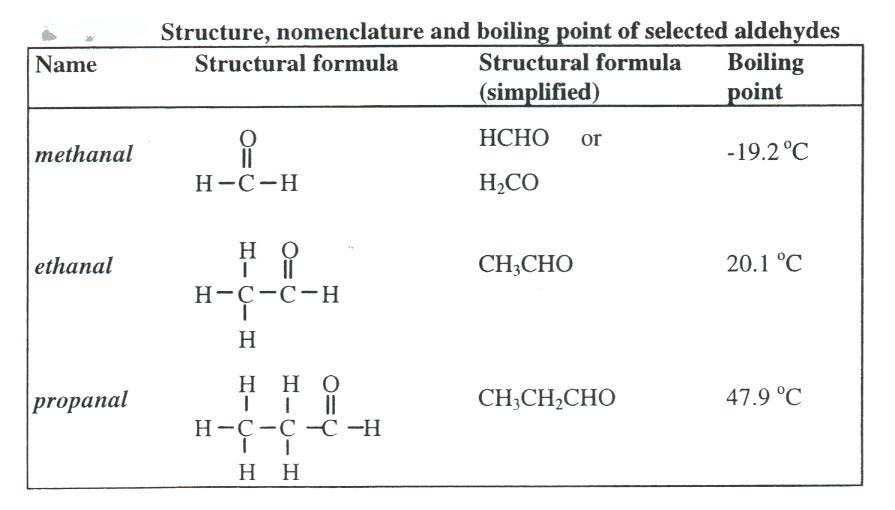 Structure, nomenclature and boiling point of selected aldehydes
Name Structural formula Structural formula (simplified) Boiling point
methanal
O
||
H-C-H
HCHO or
H₂CO
-19.2 °C
ethanal
H O
| ||
H-C-C-H
|
H
CH₃CHO
20.1 °C
propanal
H H O
| | ||
H-C-C-C-H
| |
H H
CH₃CH₂CHO
47.9 °C